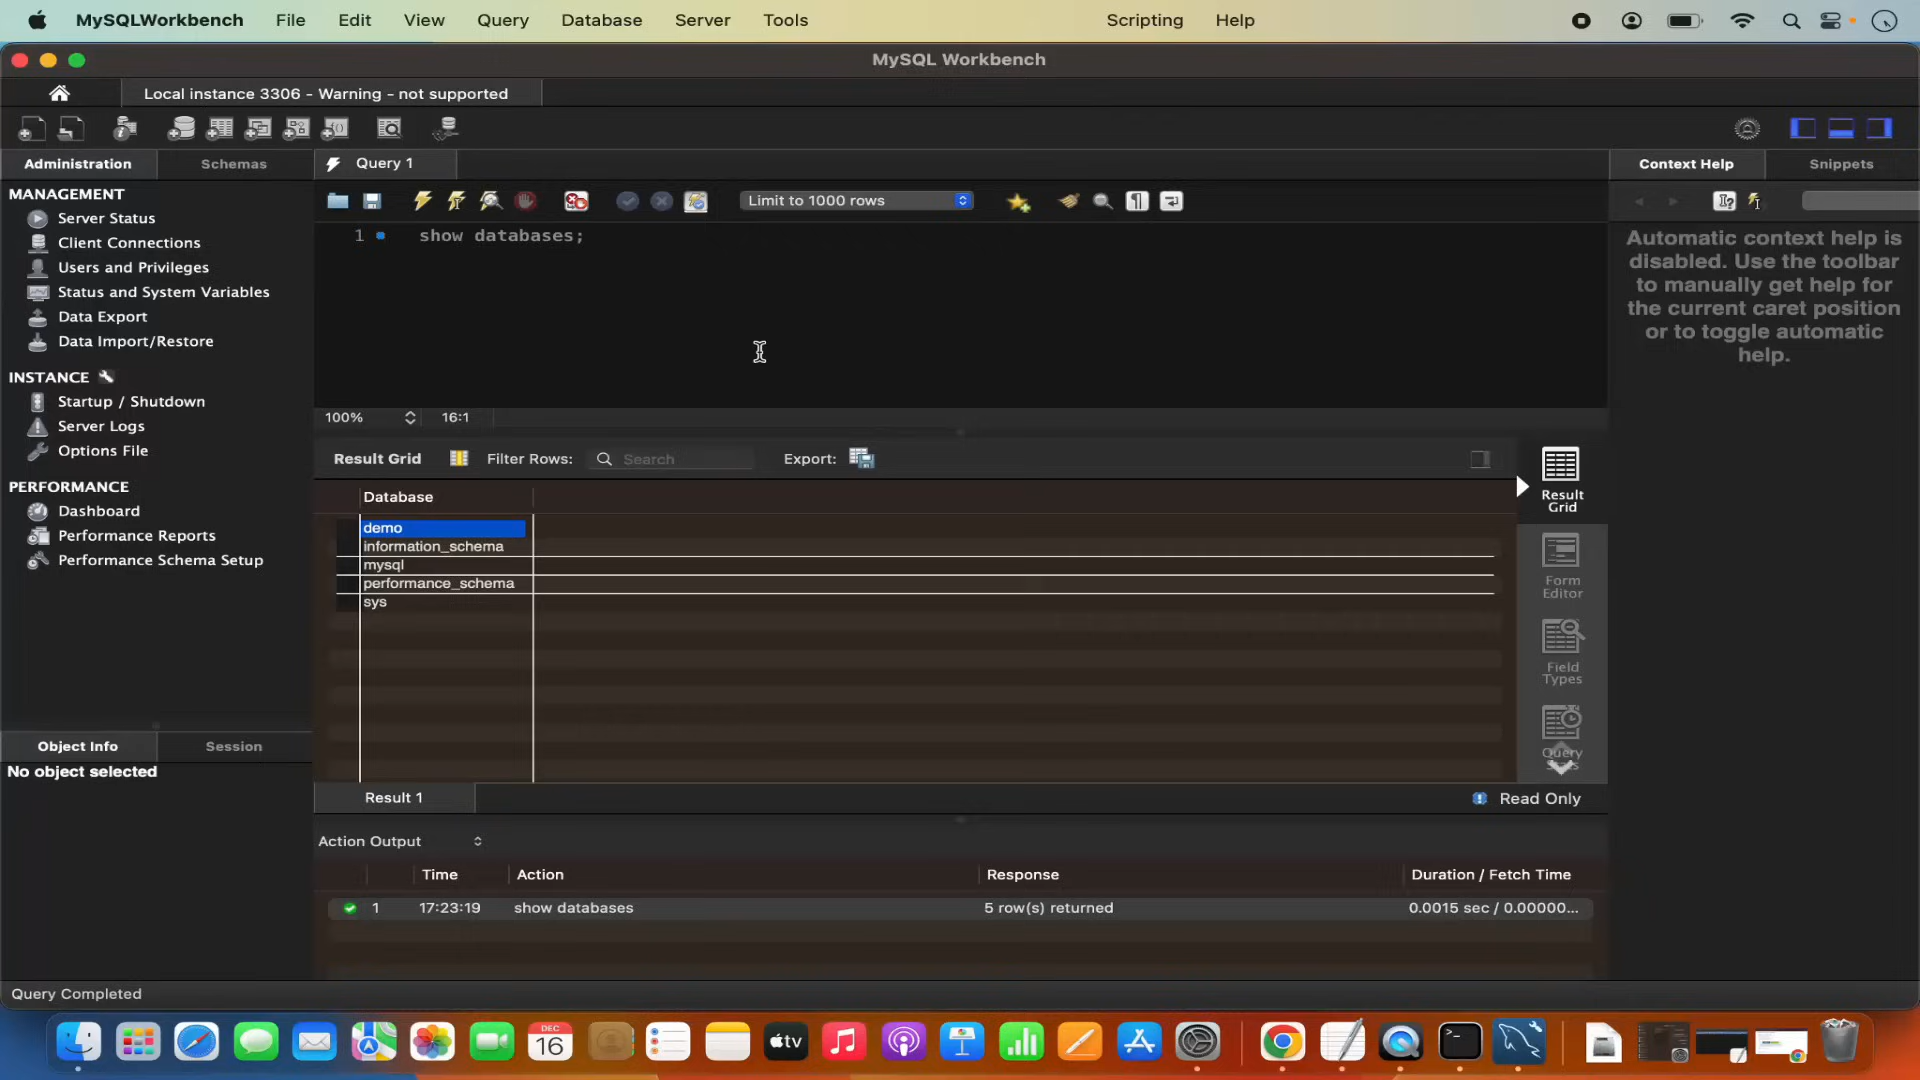 MySQLWorkbench File Edit View Query Database Server Tools Scripting Help
MySQL Workbench
Local instance 3306 - Warning - not supported
Administration Schemas
Query 1
Context Help Snippets
MANAGEMENT
Server Status
Client Connections
Users and Privileges
Status and System Variables
Data Export
Data Import/Restore
INSTANCE
Startup / Shutdown
Server Logs
Options File
PERFORMANCE
Dashboard
Performance Reports
Performance Schema Setup
Object Info Session
No object selected
Limit to 1000 rows
1 show databases;
100% 16:1
Result Grid Filter Rows: Search Export:
Database
demo
information_schema
mysql
performance_schema
sys
Result Grid
Form Editor
Field Types
Query Stats
Result 1 Read Only
Action Output
Time Action Response Duration / Fetch Time
1 17:23:19 show databases 5 row(s) returned 0.0015 sec / 0.00000...
Automatic context help is
disabled. Use the toolbar
to manually get help for
the current caret position
or to toggle automatic
help.
Query Completed
DEC
16
tv